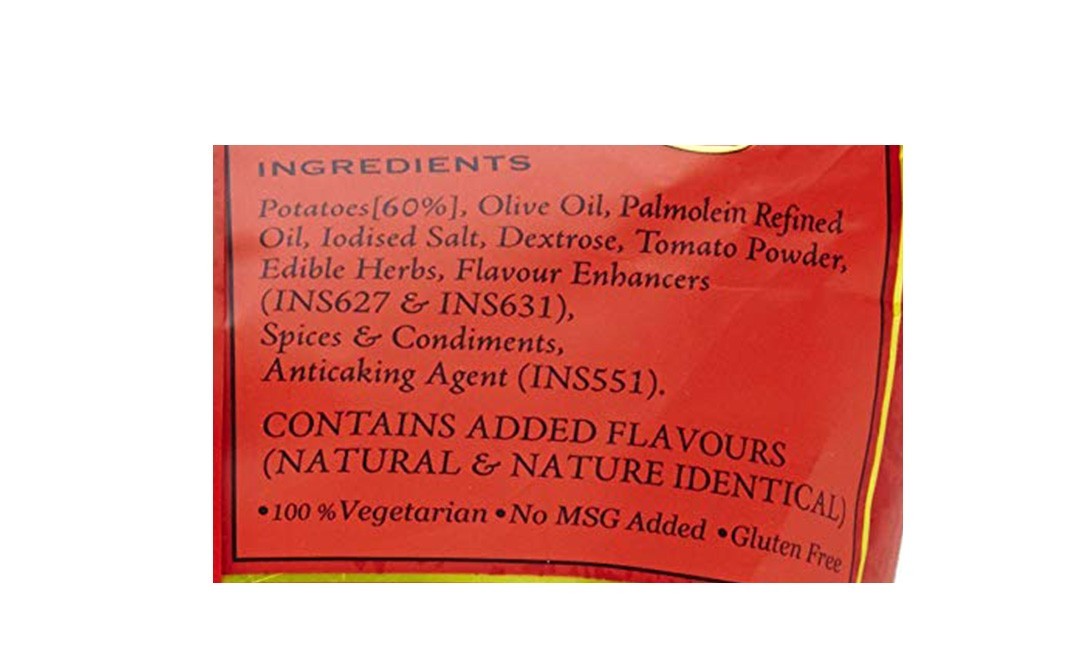 INGREDIENTS
Potatoes[60%], Olive Oil, Palmolein Refined
Oil, Iodised Salt, Dextrose, Tomato Powder,
Edible Herbs, Flavour Enhancers
(INS627 & INS631),
Spices & Condiments,
Anticaking Agent (INS551).
CONTAINS ADDED FLAVOURS
(NATURAL & NATURE IDENTICAL)
•100 %Vegetarian •No MSG Added •Gluten Free